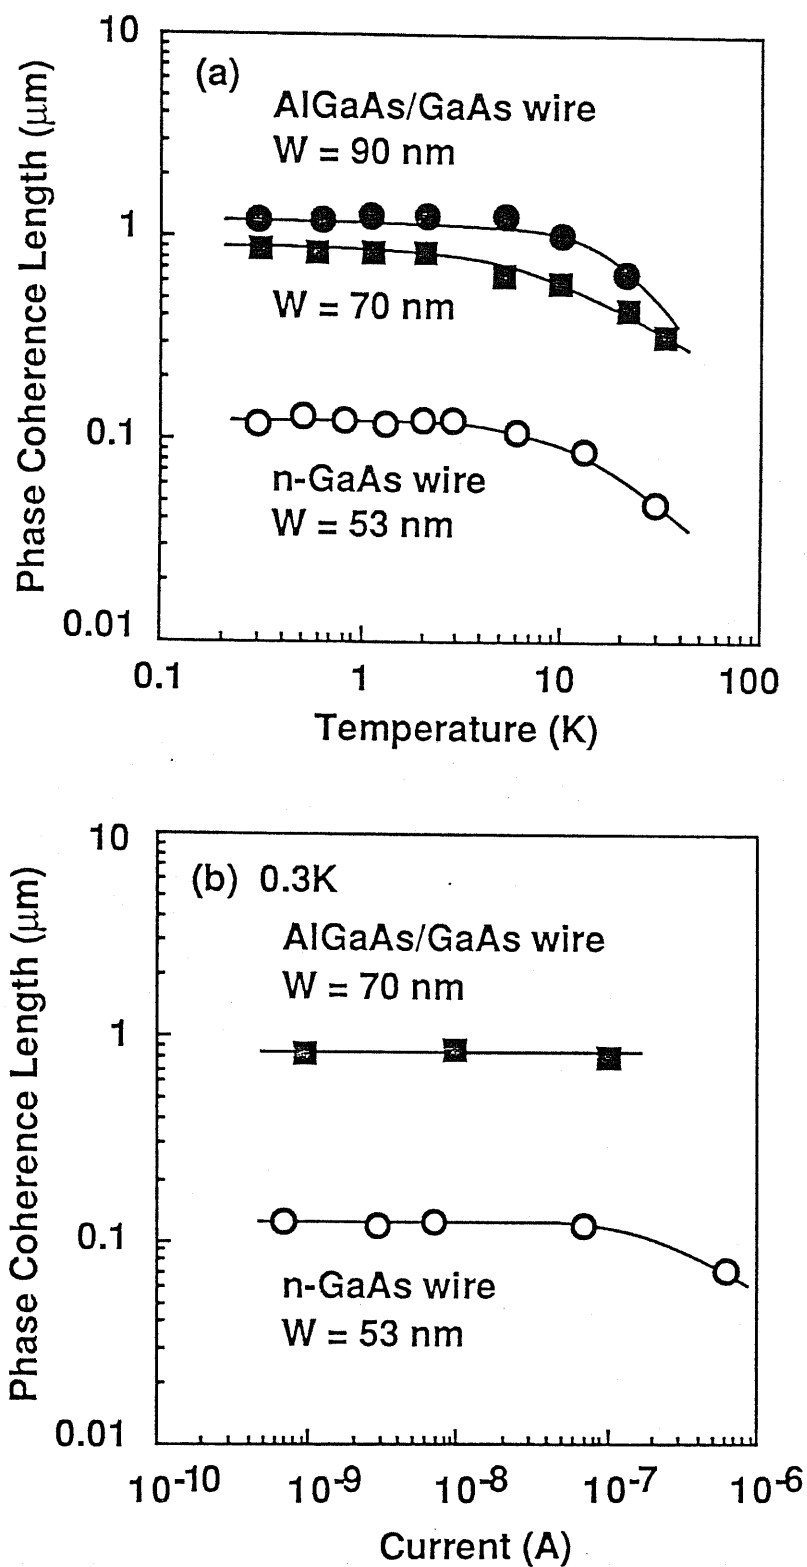 10
(a)
AlGaAs/GaAs wire
W = 90 nm
1
W = 70 nm
0.1
n-GaAs wire
W = 53 nm
0.01
Phase Coherence Length (μm)
0.1 1 10 100
Temperature (K)
10
(b) 0.3K
AlGaAs/GaAs wire
W = 70 nm
1
0.1
n-GaAs wire
W = 53 nm
0.01
Phase Coherence Length (μm)
10-10 10-9 10-8 10-7 10-6
Current (A)